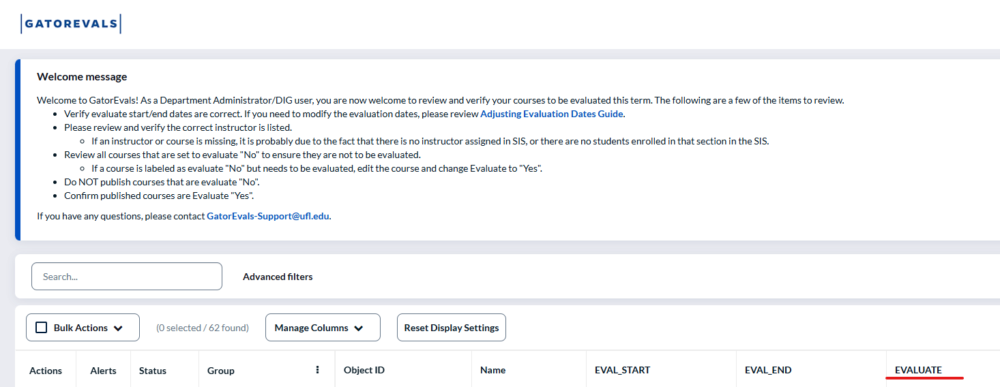 |GATOREVALS|
Welcome message
Welcome to GatorEvals! As a Department Administrator/DIG user, you are now welcome to review and verify your courses to be evaluated this term. The following are a few of the items to review.
• Verify evaluate start/end dates are correct. If you need to modify the evaluation dates, please review Adjusting Evaluation Dates Guide.
• Please review and verify the correct instructor is listed.
◦ If an instructor or course is missing, it is probably due to the fact that there is no instructor assigned in SIS, or there are no students enrolled in that section in the SIS.
• Review all courses that are set to evaluate "No" to ensure they are not to be evaluated.
◦ If a course is labeled as evaluate "No" but needs to be evaluated, edit the course and change Evaluate to "Yes".
• Do NOT publish courses that are evaluate "No".
• Confirm published courses are Evaluate "Yes".
If you have any questions, please contact GatorEvals-Support@ufl.edu.
Search... Advanced filters
Bulk Actions (0 selected / 62 found) Manage Columns Reset Display Settings
Actions Alerts Status Group Object ID Name EVAL_START EVAL_END EVALUATE